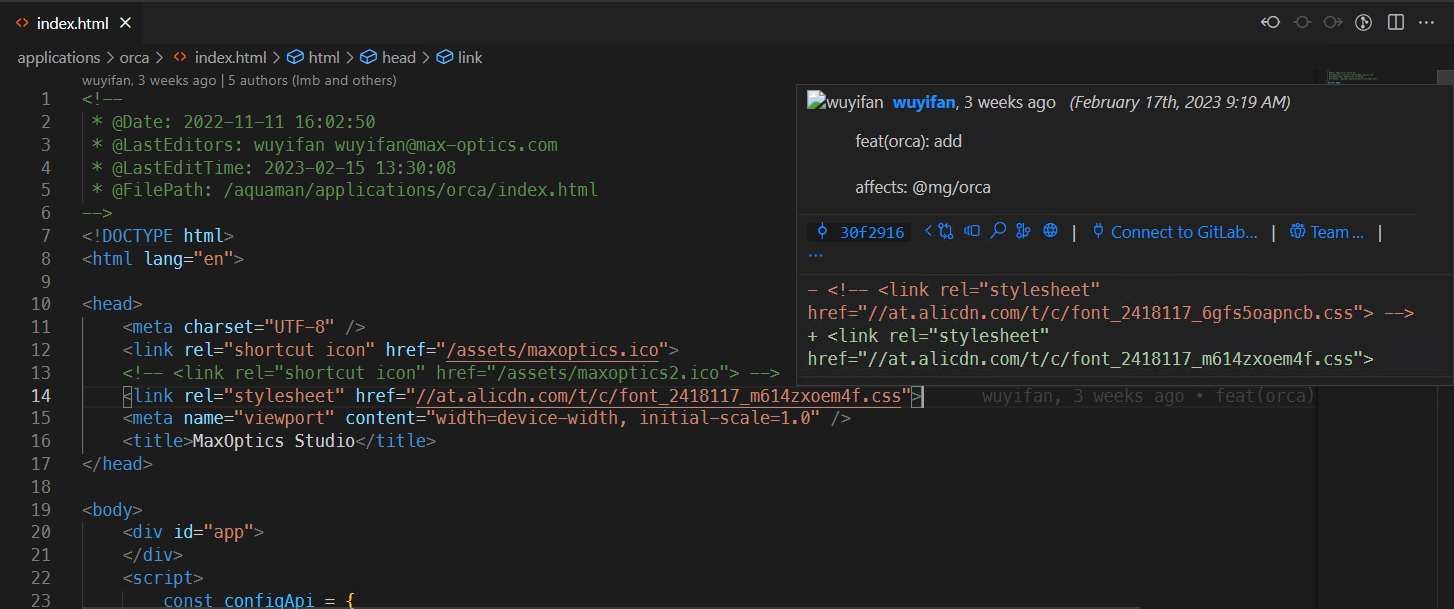 index.html
applications > orca > index.html > html > head > link
wuyifan, 3 weeks ago | 5 authors (lmb and others)
1 <!--
2 * @Date: 2022-11-11 16:02:50
3 * @LastEditors: wuyifan wuyifan@max-optics.com
4 * @LastEditTime: 2023-02-15 13:30:08
5 * @FilePath: /aquaman/applications/orca/index.html
6 -->
7 <!DOCTYPE html>
8 <html lang="en">
9
10 <head>
11 <meta charset="UTF-8" />
12 <link rel="shortcut icon" href="/assets/maxoptics.ico">
13 <!-- <link rel="shortcut icon" href="/assets/maxoptics2.ico"> -->
14 <link rel="stylesheet" href="//at.alicdn.com/t/c/font_2418117_m614zxoem4f.css"> wuyifan, 3 weeks ago • feat(orca)
15 <meta name="viewport" content="width=device-width, initial-scale=1.0" />
16 <title>MaxOptics Studio</title>
17 </head>
18
19 <body>
20 <div id="app">
21 </div>
22 <script>
23 const configApi = {
wuyifan wuyifan, 3 weeks ago (February 17th, 2023 9:19 AM)
feat(orca): add
affects: @mg/orca
30f2916 | Connect to GitLab... | Team... |
...
- <!-- <link rel="stylesheet"
href="//at.alicdn.com/t/c/font_2418117_6gfs5oapncb.css"> -->
+ <link rel="stylesheet"
href="//at.alicdn.com/t/c/font_2418117_m614zxoem4f.css">